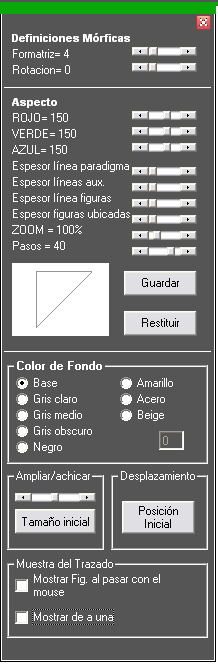 Definiciones Mórficas
Formatriz= 4
Rotacion= 0
Aspecto
ROJO= 150
VERDE= 150
AZUL= 150
Espesor línea paradigma
Espesor líneas aux.
Espesor línea figuras
Espesor figuras ubicadas
ZOOM = 100%
Pasos = 40
Guardar
Restituir
Color de Fondo
Base
Amarillo
Gris claro
Acero
Gris medio
Beige
Gris obscuro
0
Negro
Ampliar/achicar
Desplazamiento
Tamaño inicial
Posición
Inicial
Muestra del Trazado
Mostrar Fig. al pasar con el
mouse
Mostrar de a una